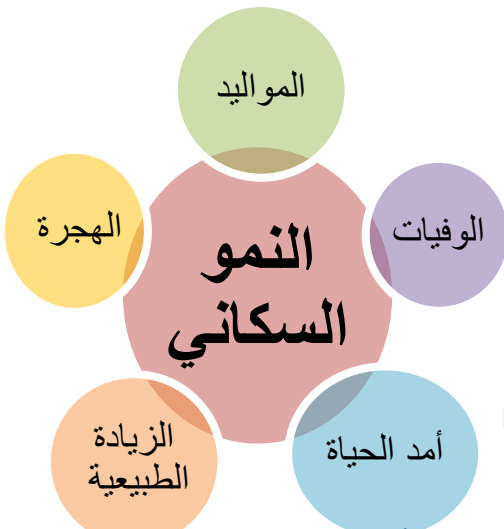 المواليد
الهجرة
الوفيات
النمو
السكاني
الزيادة
الطبيعية
أمد الحياة